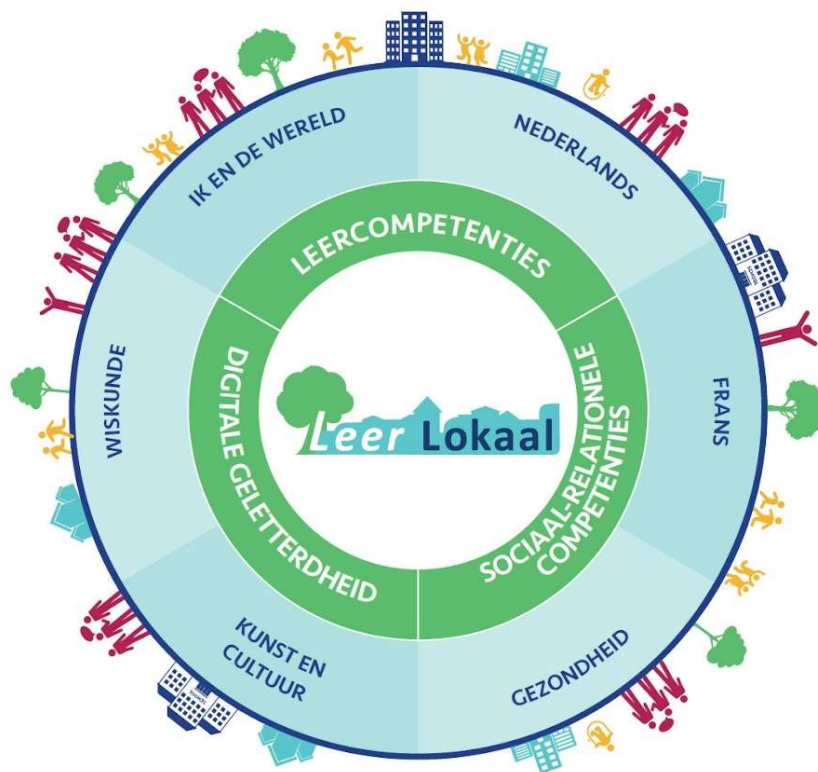 IK EN DE WERELD
NEDERLANDS
FRANS
GEZONDHEID
KUNST EN
CULTUUR
WISKUNDE
LEERCOMPETENTIES
SOCIAAL-RELATIONELE
COMPETENTIES
DIGITALE GELETTERDHEID
Leer Lokaal